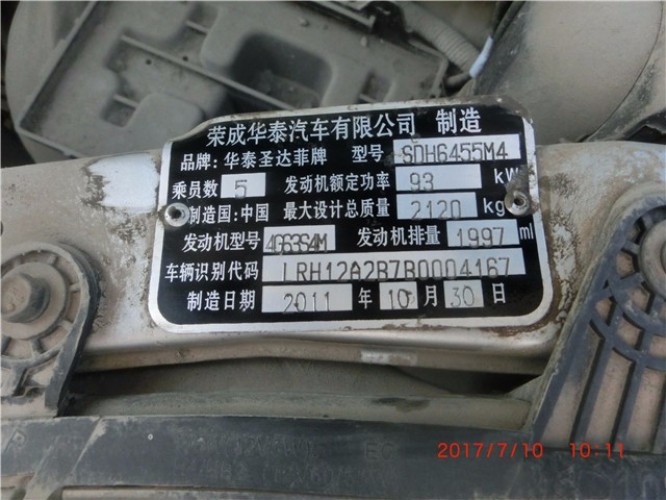 荣成华泰汽车有限公司 制造
品牌: 华泰圣达菲牌 型号 SDH6455M4
乘员数 5 发动机额定功率 93 kW
制造国: 中国 最大设计总质量 2120 kg
发动机型号 4G63S4M 发动机排量 1997 ml
车辆识别代码 LRH12A2B7B0004167
制造日期 2011 年 10 月 30 日
2017/7/10 10:11